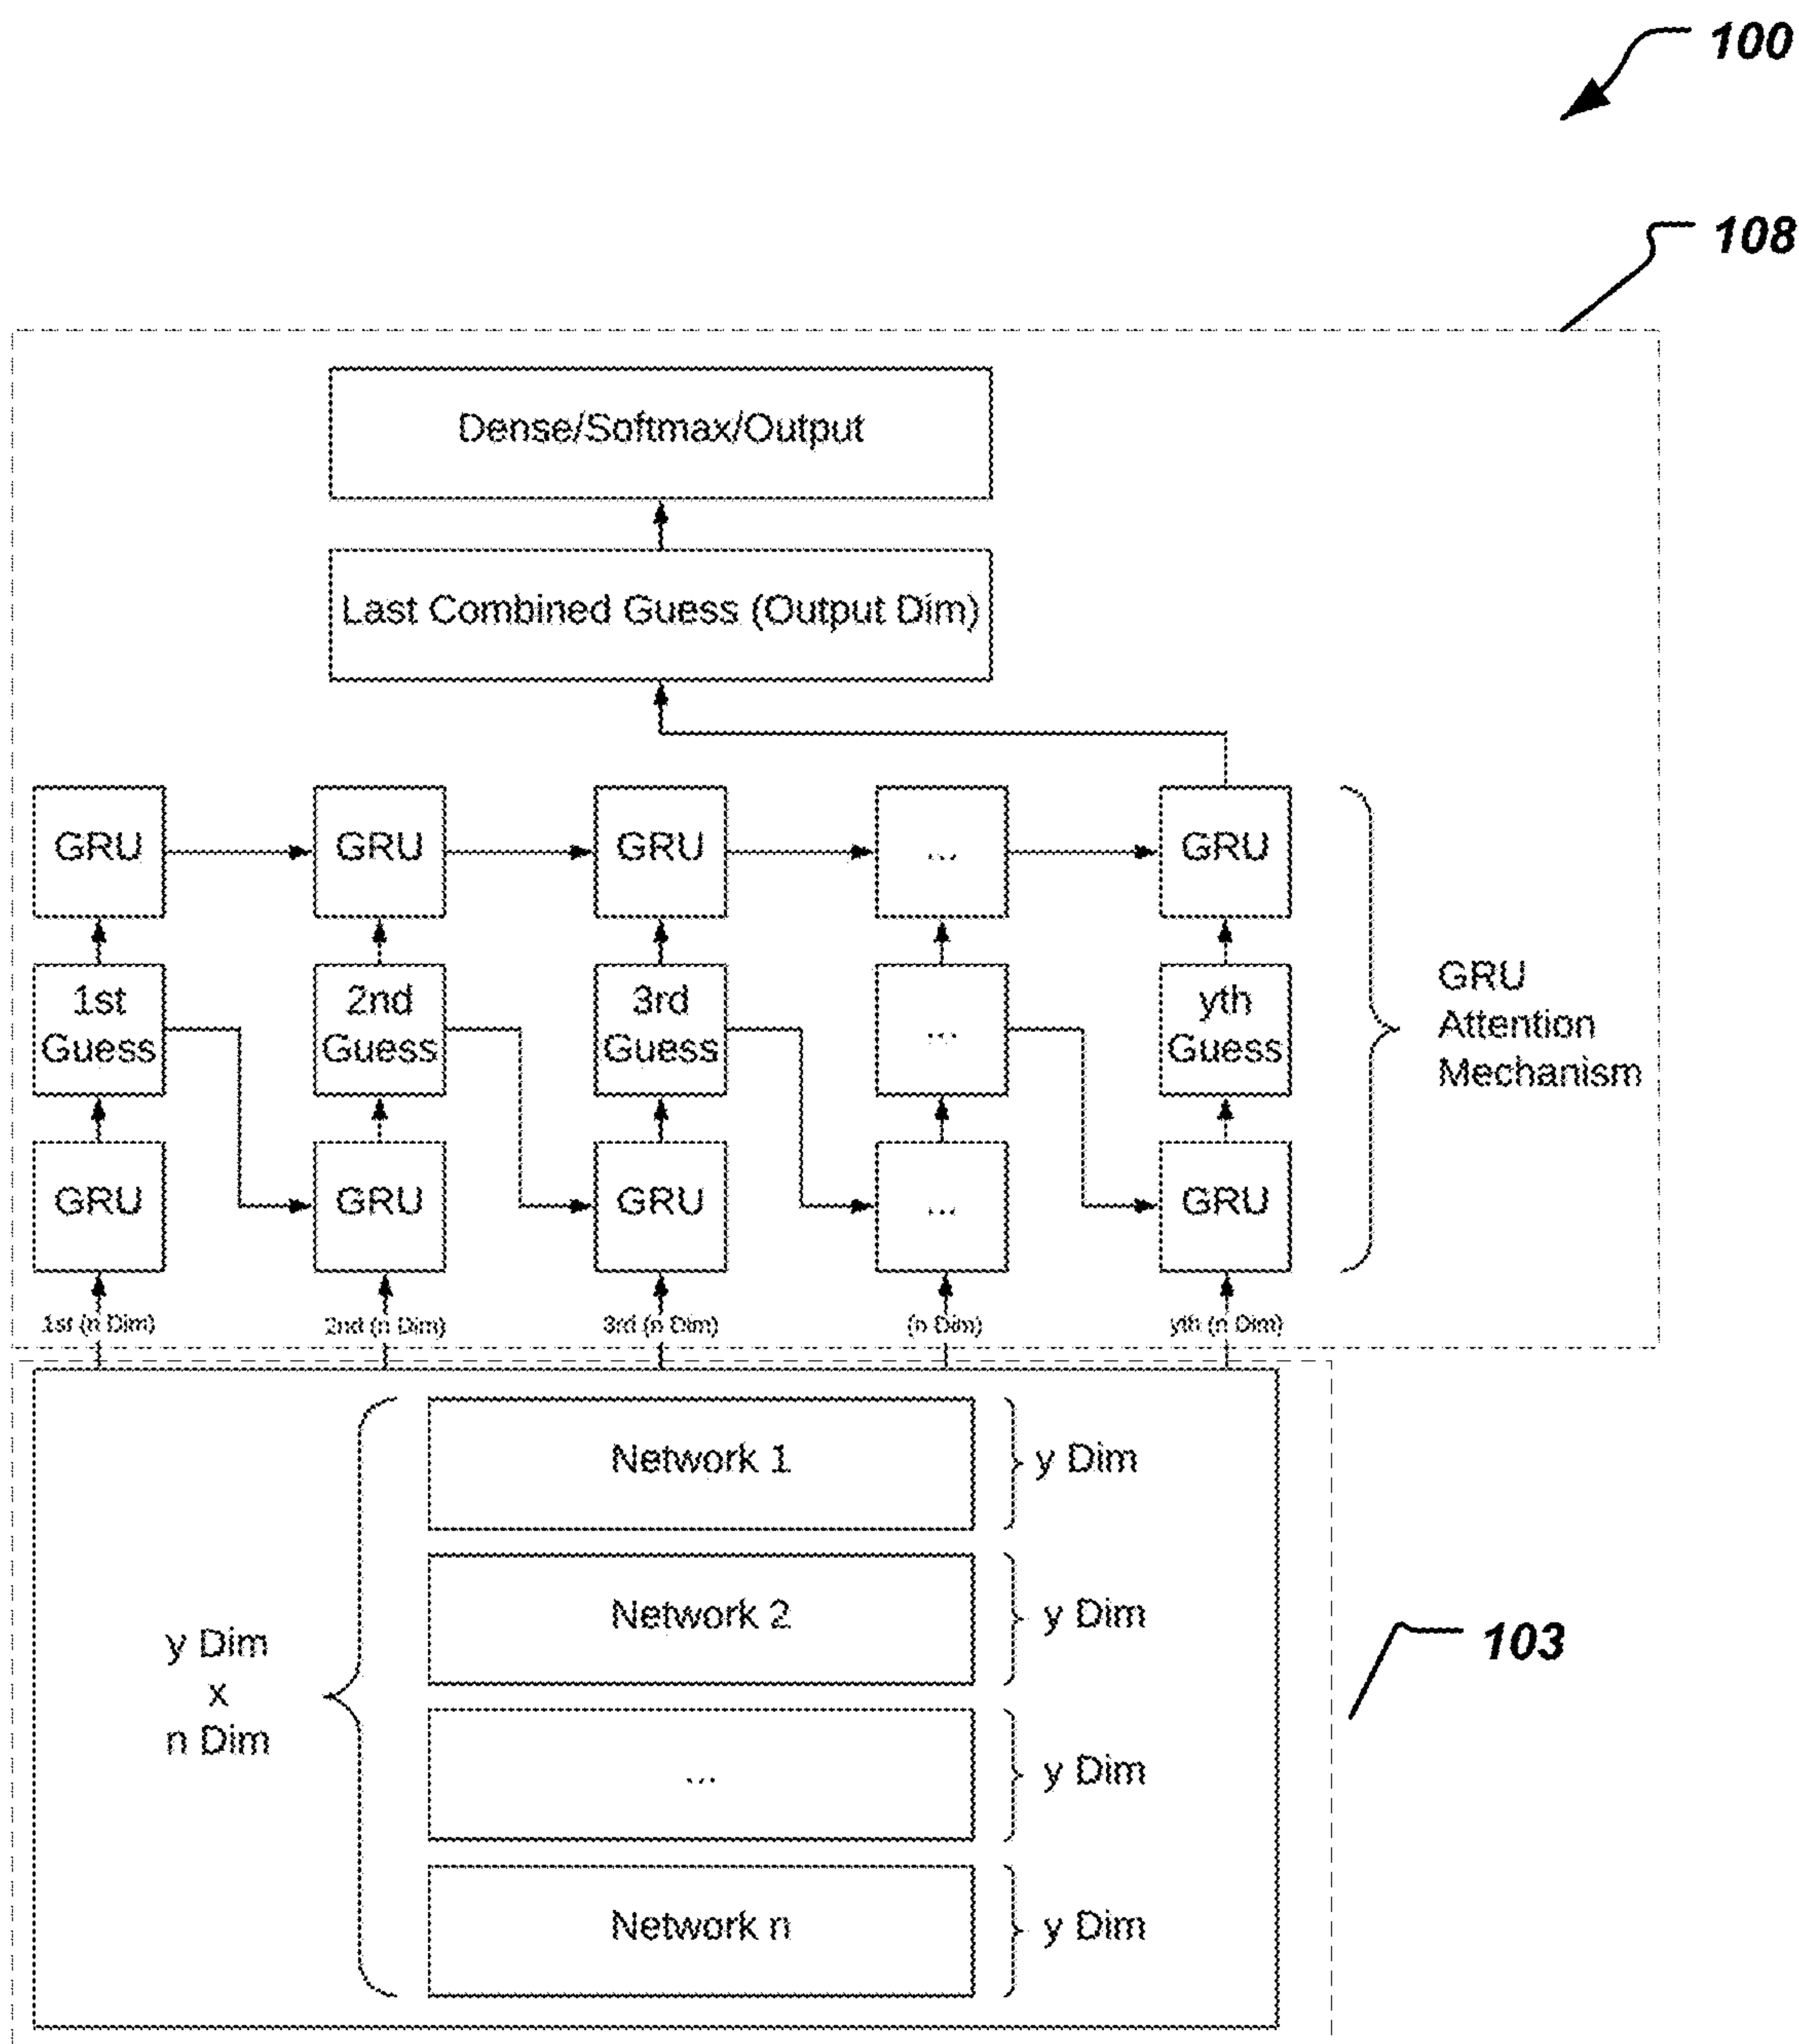 100
108
Dense/Softmax/Output
Last Combined Guess (Output Dim)
GRU
GRU
GRU
...
GRU
1st
Guess
2nd
Guess
3rd
Guess
...
yth
Guess
GRU
Attention
Mechanism
GRU
GRU
GRU
...
GRU
1st (n Dim)
2nd (n Dim)
3rd (n Dim)
(n Dim)
yth (n Dim)
Network 1
y Dim
Network 2
y Dim
y Dim
x
n Dim
103
...
y Dim
Network n
y Dim